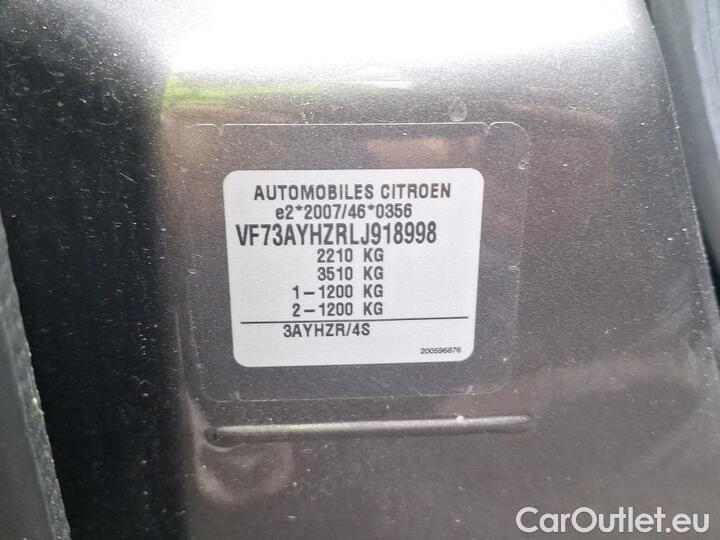 AUTOMOBILES CITROEN
e2*2007/46*0356
VF73AYHZRLJ918998
2210 KG
3510 KG
1-1200 KG
2-1200 KG
3AYHZR/4S
200596876
CarOutlet.eu